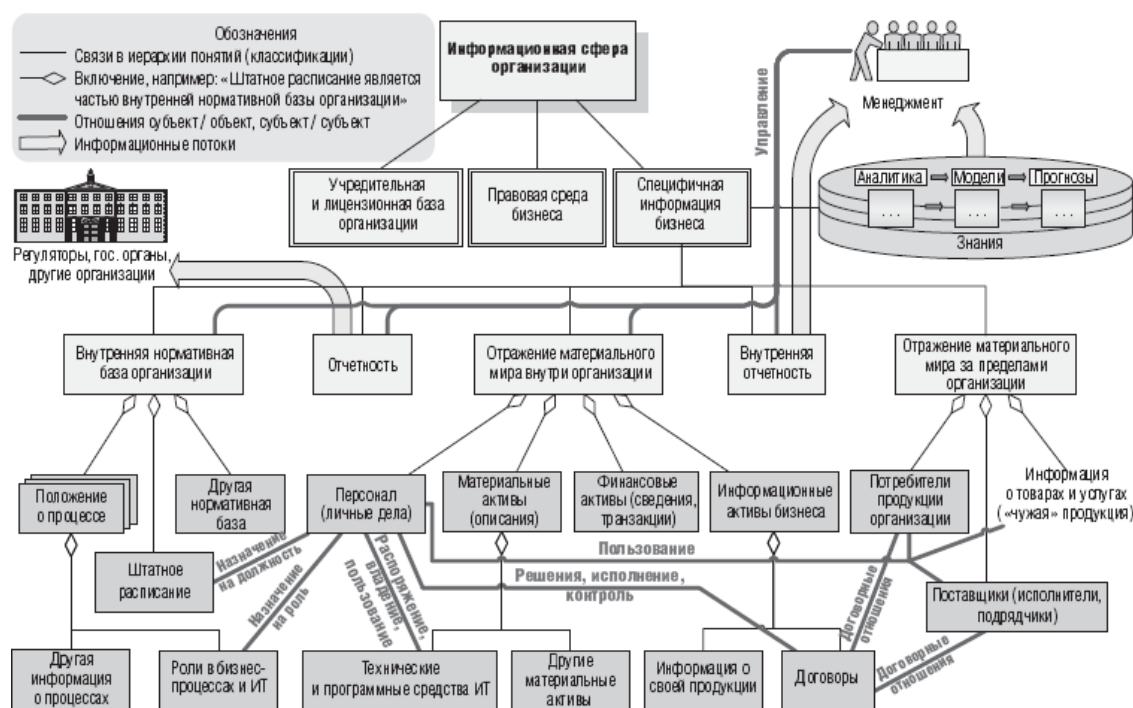 Обозначения
Связи в иерархии понятий (классификации)
Включение, например: «Штатное расписание является
частью внутренней нормативной базы организации»
Отношения субъект/ объект, субъект/ субъект
Информационные потоки
Информационная сфера
организации
Управление
Менеджмент
Аналитика
Модели
Прогнозы
...
...
...
Знания
Учредительная
и лицензионная база
организации
Правовая среда
бизнеса
Специфичная
информация
бизнеса
Регуляторы, гос. органы,
другие организации
Внутренняя нормативная
база организации
Отчетность
Отражение материального
мира внутри организации
Внутренняя
отчетность
Отражение материального
мира за пределами
организации
Положение
о процессе
Другая
нормативная
база
Персонал
(личные дела)
Материальные
активы
(описания)
Финансовые
активы (сведения,
транзакции)
Информационные
активы бизнеса
Потребители
продукции
организации
Информация
о товарах и услугах
(«чужая» продукция)
Штатное
расписание
Назначение
на должность
Назначение
на роль
Распоряжение,
владение,
пользование
Пользование
Решения, исполнение,
контроль
Договорные
отношения
Поставщики (исполнители,
подрядчики)
Договорные
отношения
Другая
информация
о процессах
Роли в бизнес-
процессах и ИТ
Технические
и программные средства ИТ
Другие
материальные
активы
Информация о
своей продукции
Договоры